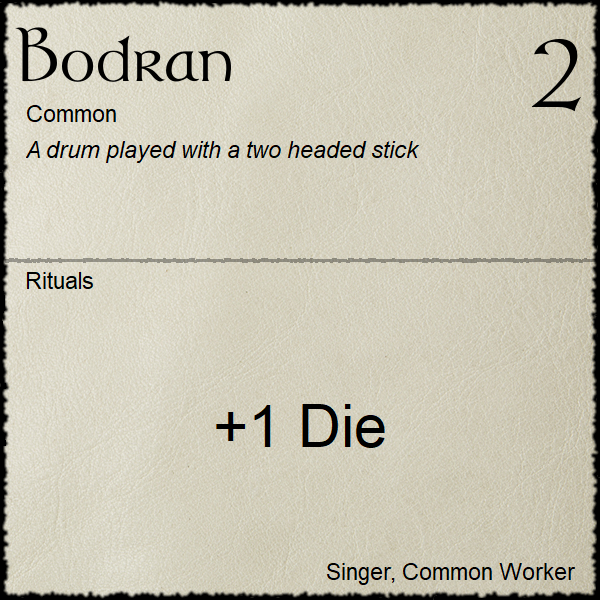 Bodran
2
Common
A drum played with a two headed stick
Rituals
+1 Die
Singer, Common Worker